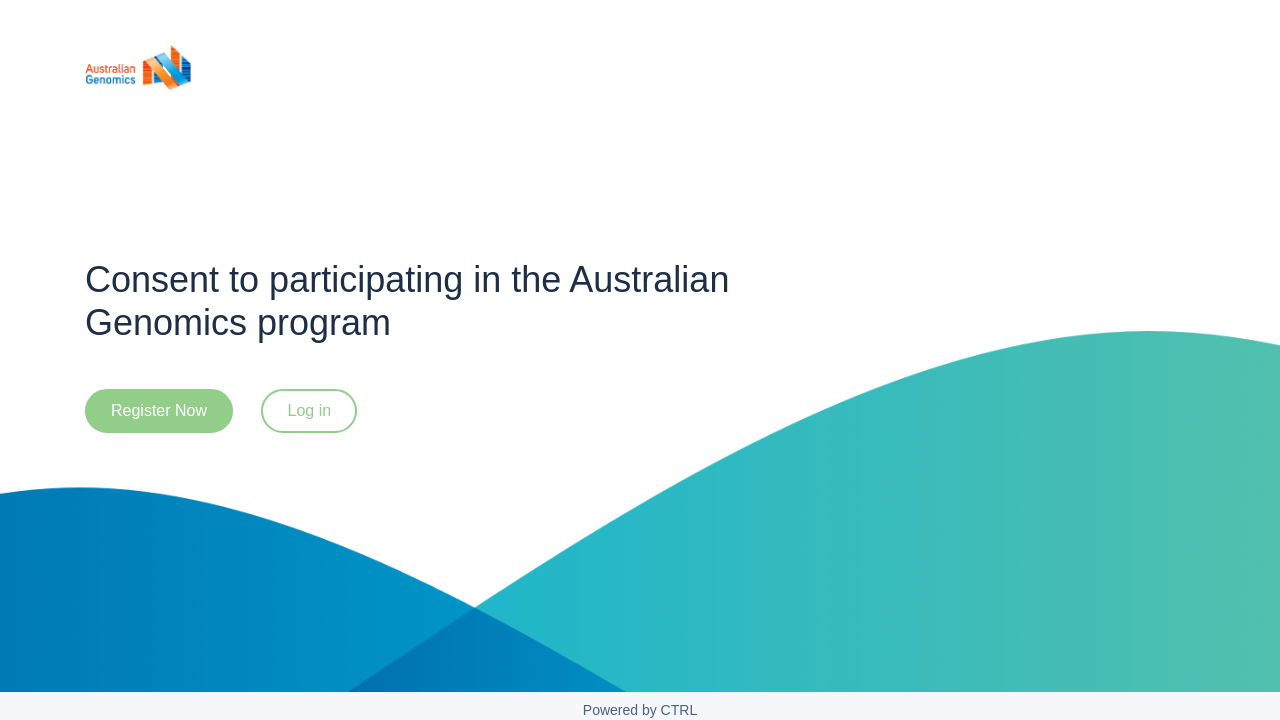 Australian
Genomics
Consent to participating in the Australian
Genomics program
Register Now
Log in
Powered by CTRL